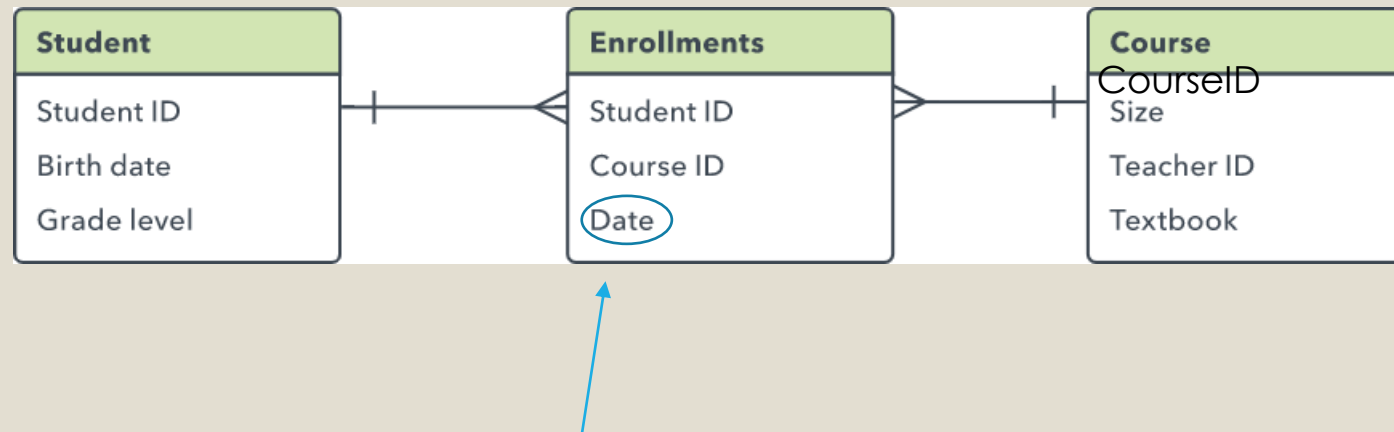 Student
Student ID
Birth date
Grade level
Enrollments
Student ID
Course ID
Date
Course
CourseID
Size
Teacher ID
Textbook